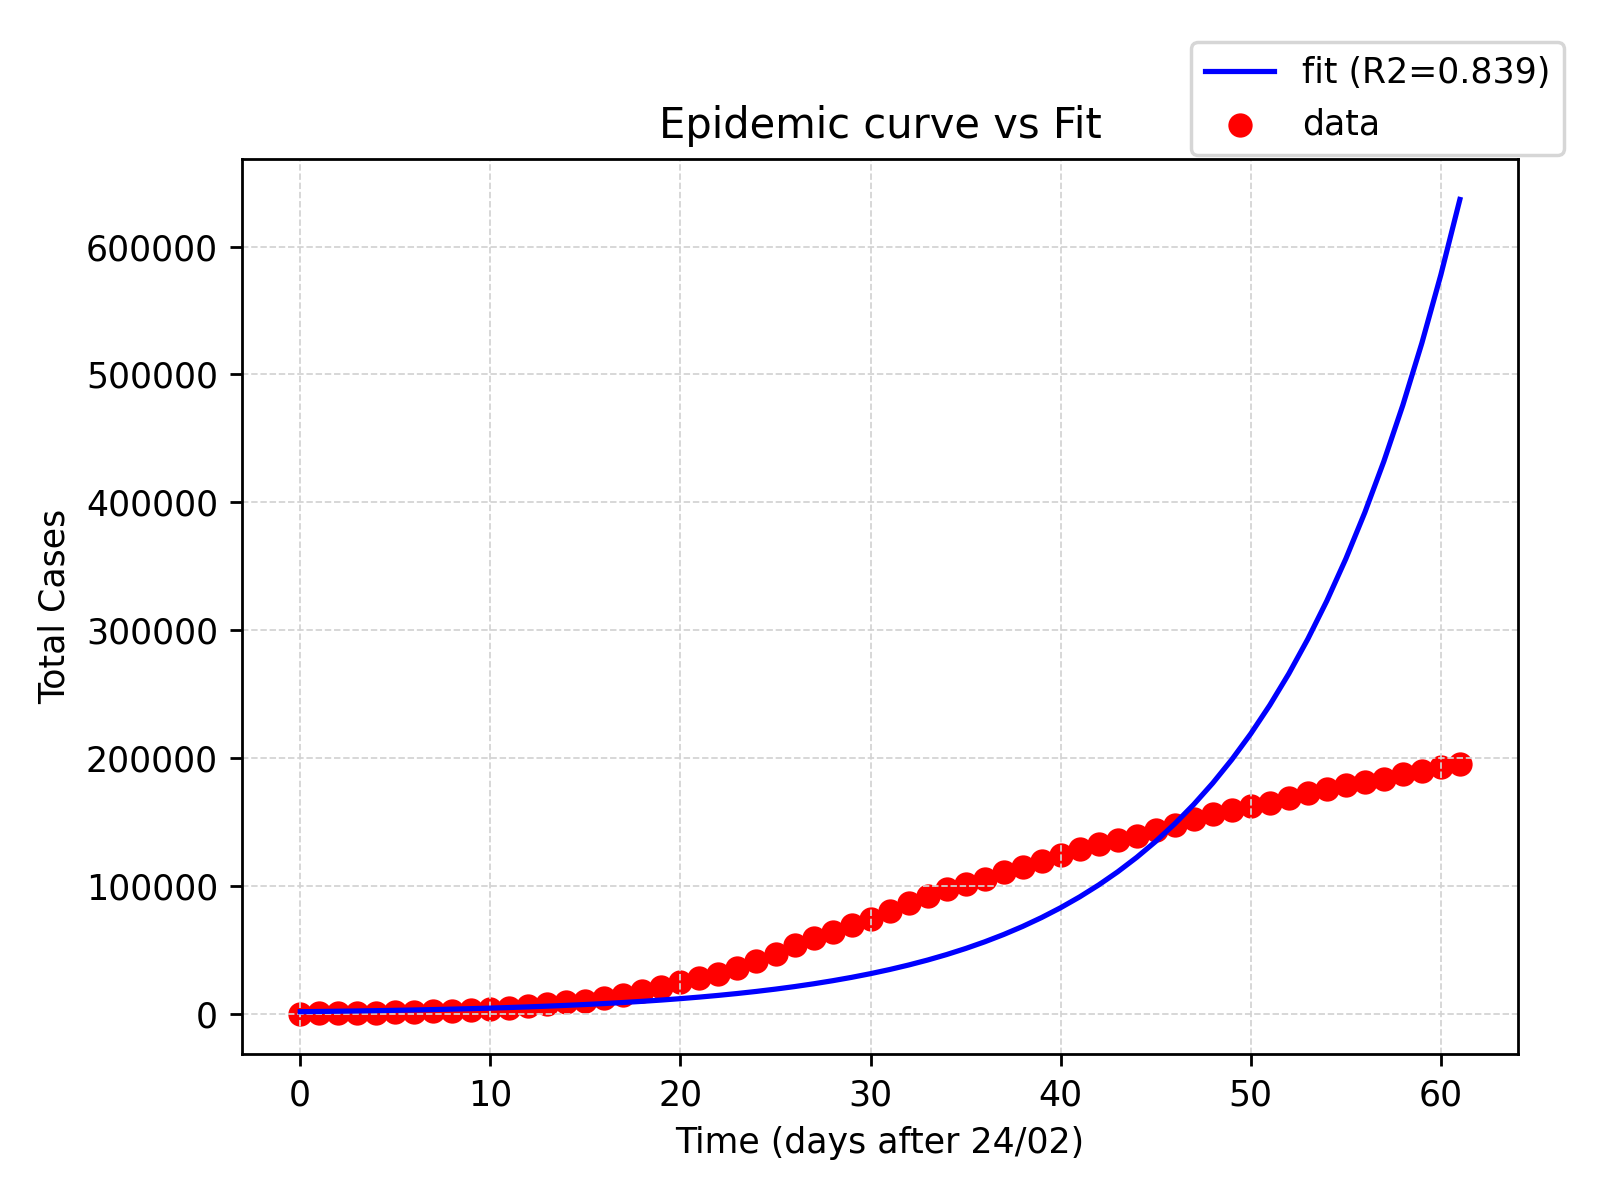 fit (R2=0.839)
data
Epidemic curve vs Fit
Total Cases
600000
500000
400000
300000
200000
100000
0
0 10 20 30 40 50 60
Time (days after 24/02)